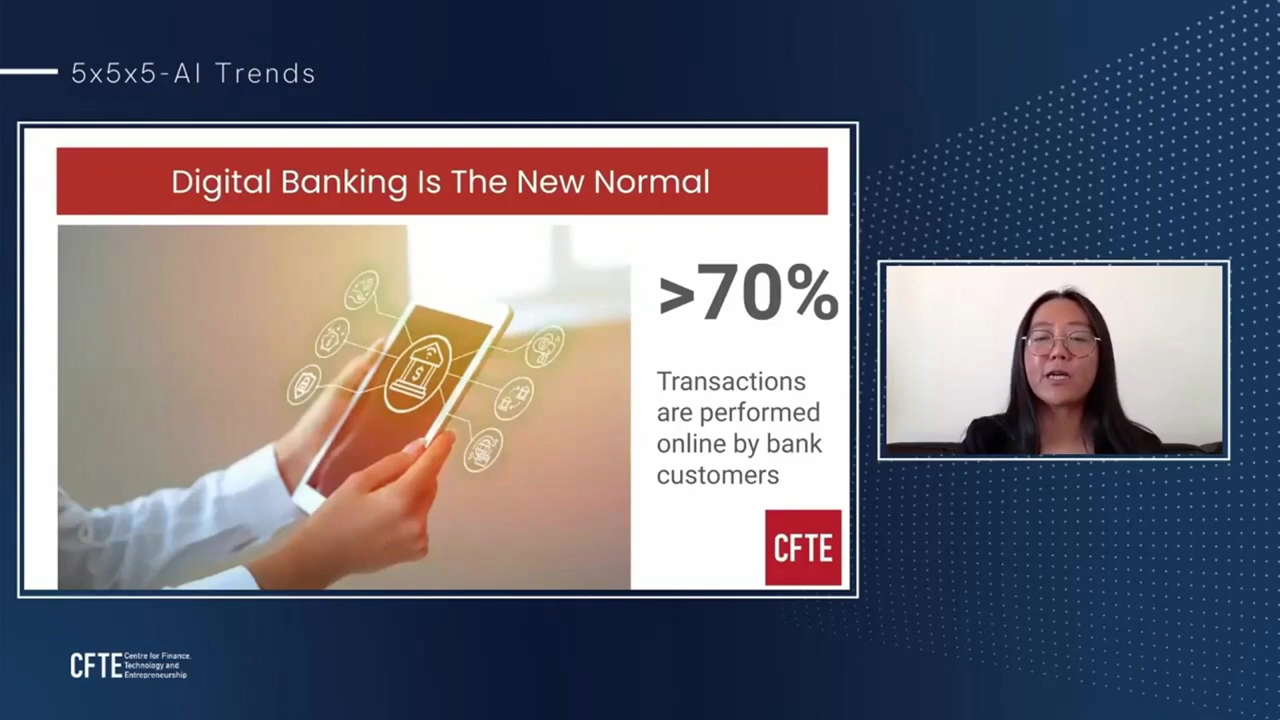 5x5x5-AI Trends
Digital Banking Is The New Normal
>70%
Transactions
are performed
online by bank
customers
CFTE
CFTE
Centre for Finance,
Technology and
Entrepreneurship